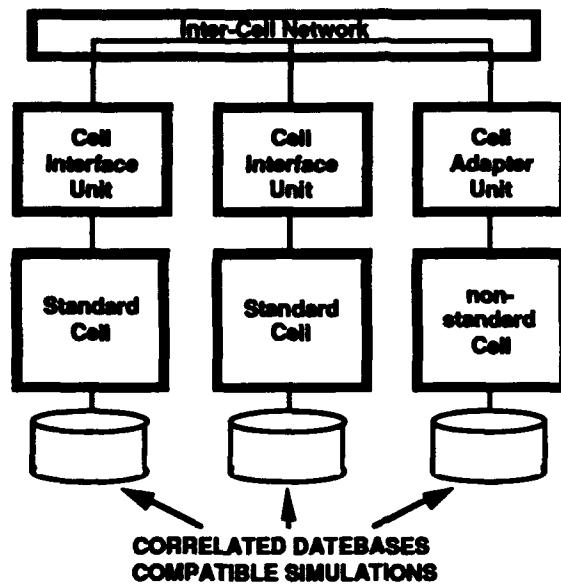 Inter-Cell Network
Cell
Interface
Unit
Cell
Interface
Unit
Cell
Adapter
Unit
Standard
Cell
Standard
Cell
non-
standard
Cell
CORRELATED DATEBASES
COMPATIBLE SIMULATIONS